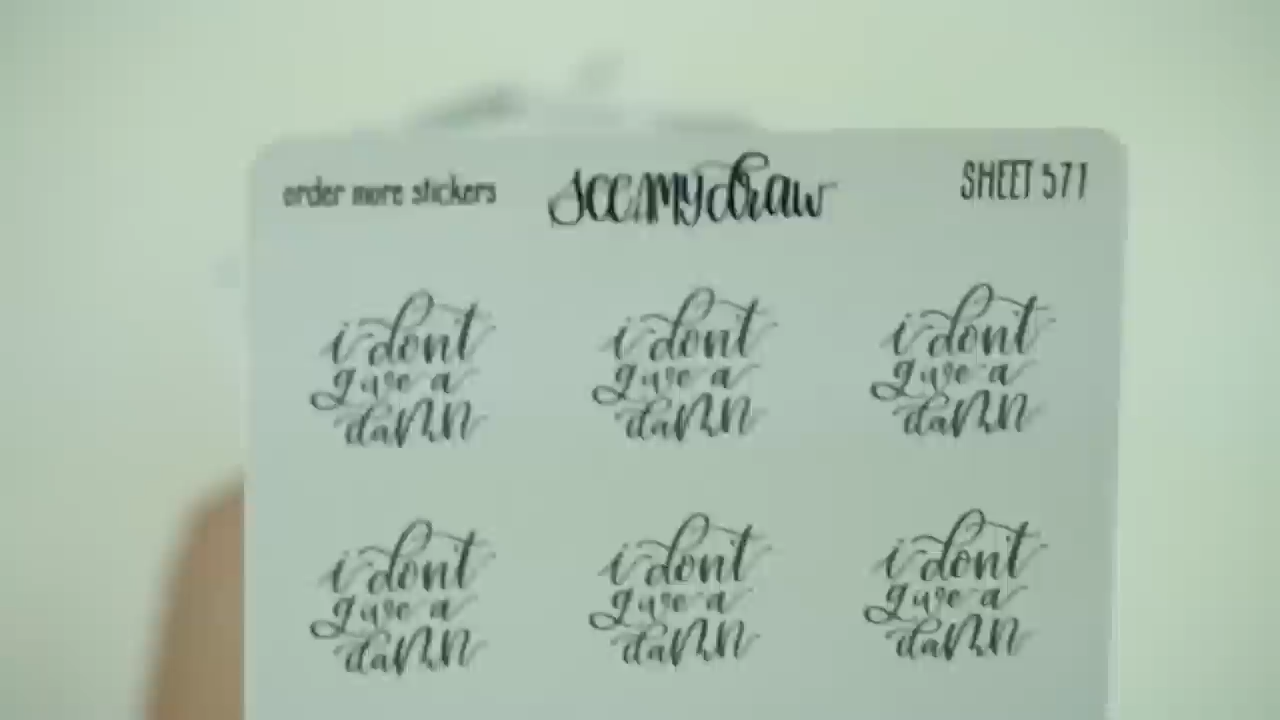 order more stickers seemydraw SHEET 571
i dont i dont i dont
give a give a give a
damn damn damn
i dont i dont i dont
give a give a give a
damn damn damn